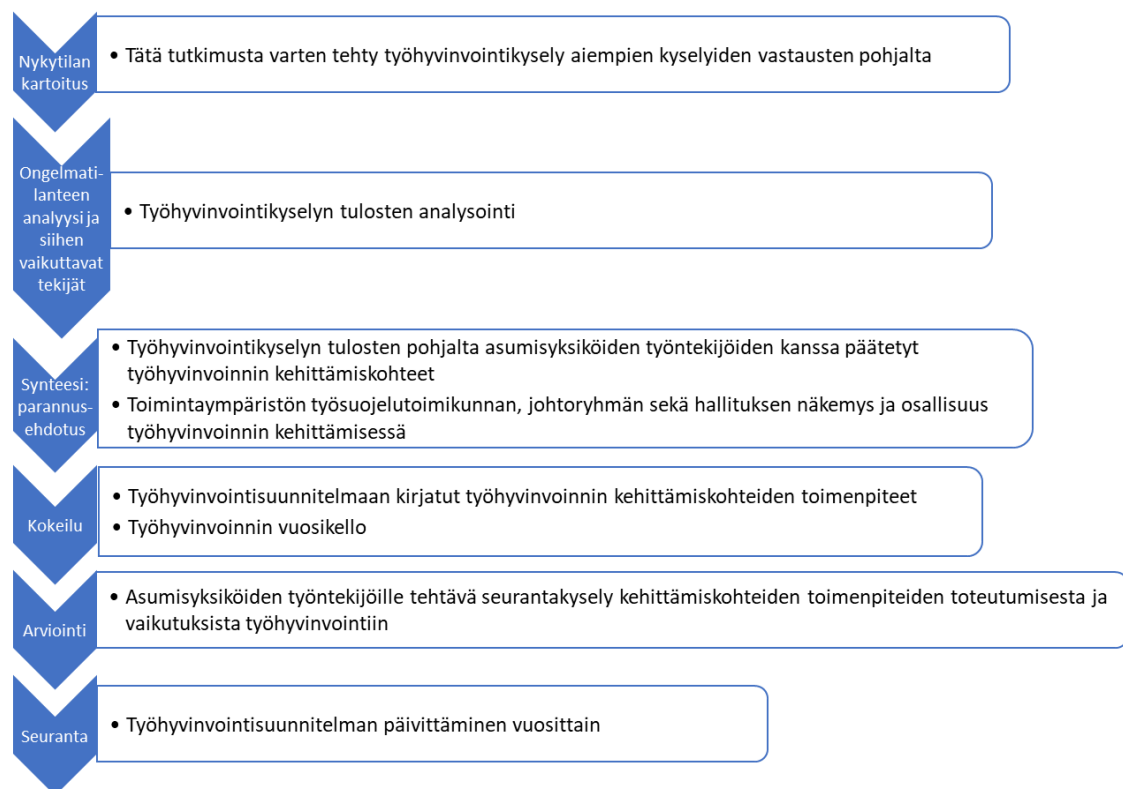 Nykytilan
kartoitus
• Tätä tutkimusta varten tehty työhyvinvointikysely aiempien kyselyiden vastausten pohjalta
Ongelmati-
lanteen
analyysi ja
siihen
vaikuttavat
tekijät
• Työhyvinvointikyselyn tulosten analysointi
Synteesi:
parannus-
ehdotus
• Työhyvinvointikyselyn tulosten pohjalta asumisyksiköiden työntekijöiden kanssa päätetyt
työhyvinvoinnin kehittämiskohteet
• Toimintaympäristön työsuojelutoimikunnan, johtoryhmän sekä hallituksen näkemys ja osallisuus
työhyvinvoinnin kehittämisessä
Kokeilu
• Työhyvinvointisuunnitelmaan kirjatut työhyvinvoinnin kehittämiskohteiden toimenpiteet
• Työhyvinvoinnin vuosikello
Arviointi
• Asumisyksiköiden työntekijöille tehtävä seurantakysely kehittämiskohteiden toimenpiteiden toteutumisesta ja
vaikutuksista työhyvinvointiin
Seuranta
• Työhyvinvointisuunnitelman päivittäminen vuosittain